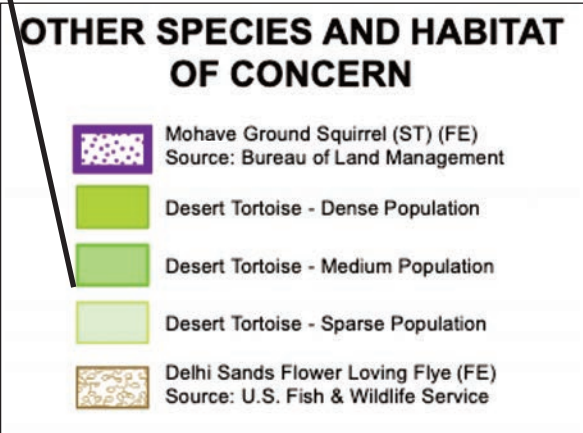 OTHER SPECIES AND HABITAT
OF CONCERN
Mohave Ground Squirrel (ST) (FE)
Source: Bureau of Land Management
Desert Tortoise - Dense Population
Desert Tortoise - Medium Population
Desert Tortoise - Sparse Population
Delhi Sands Flower Loving Flye (FE)
Source: U.S. Fish & Wildlife Service